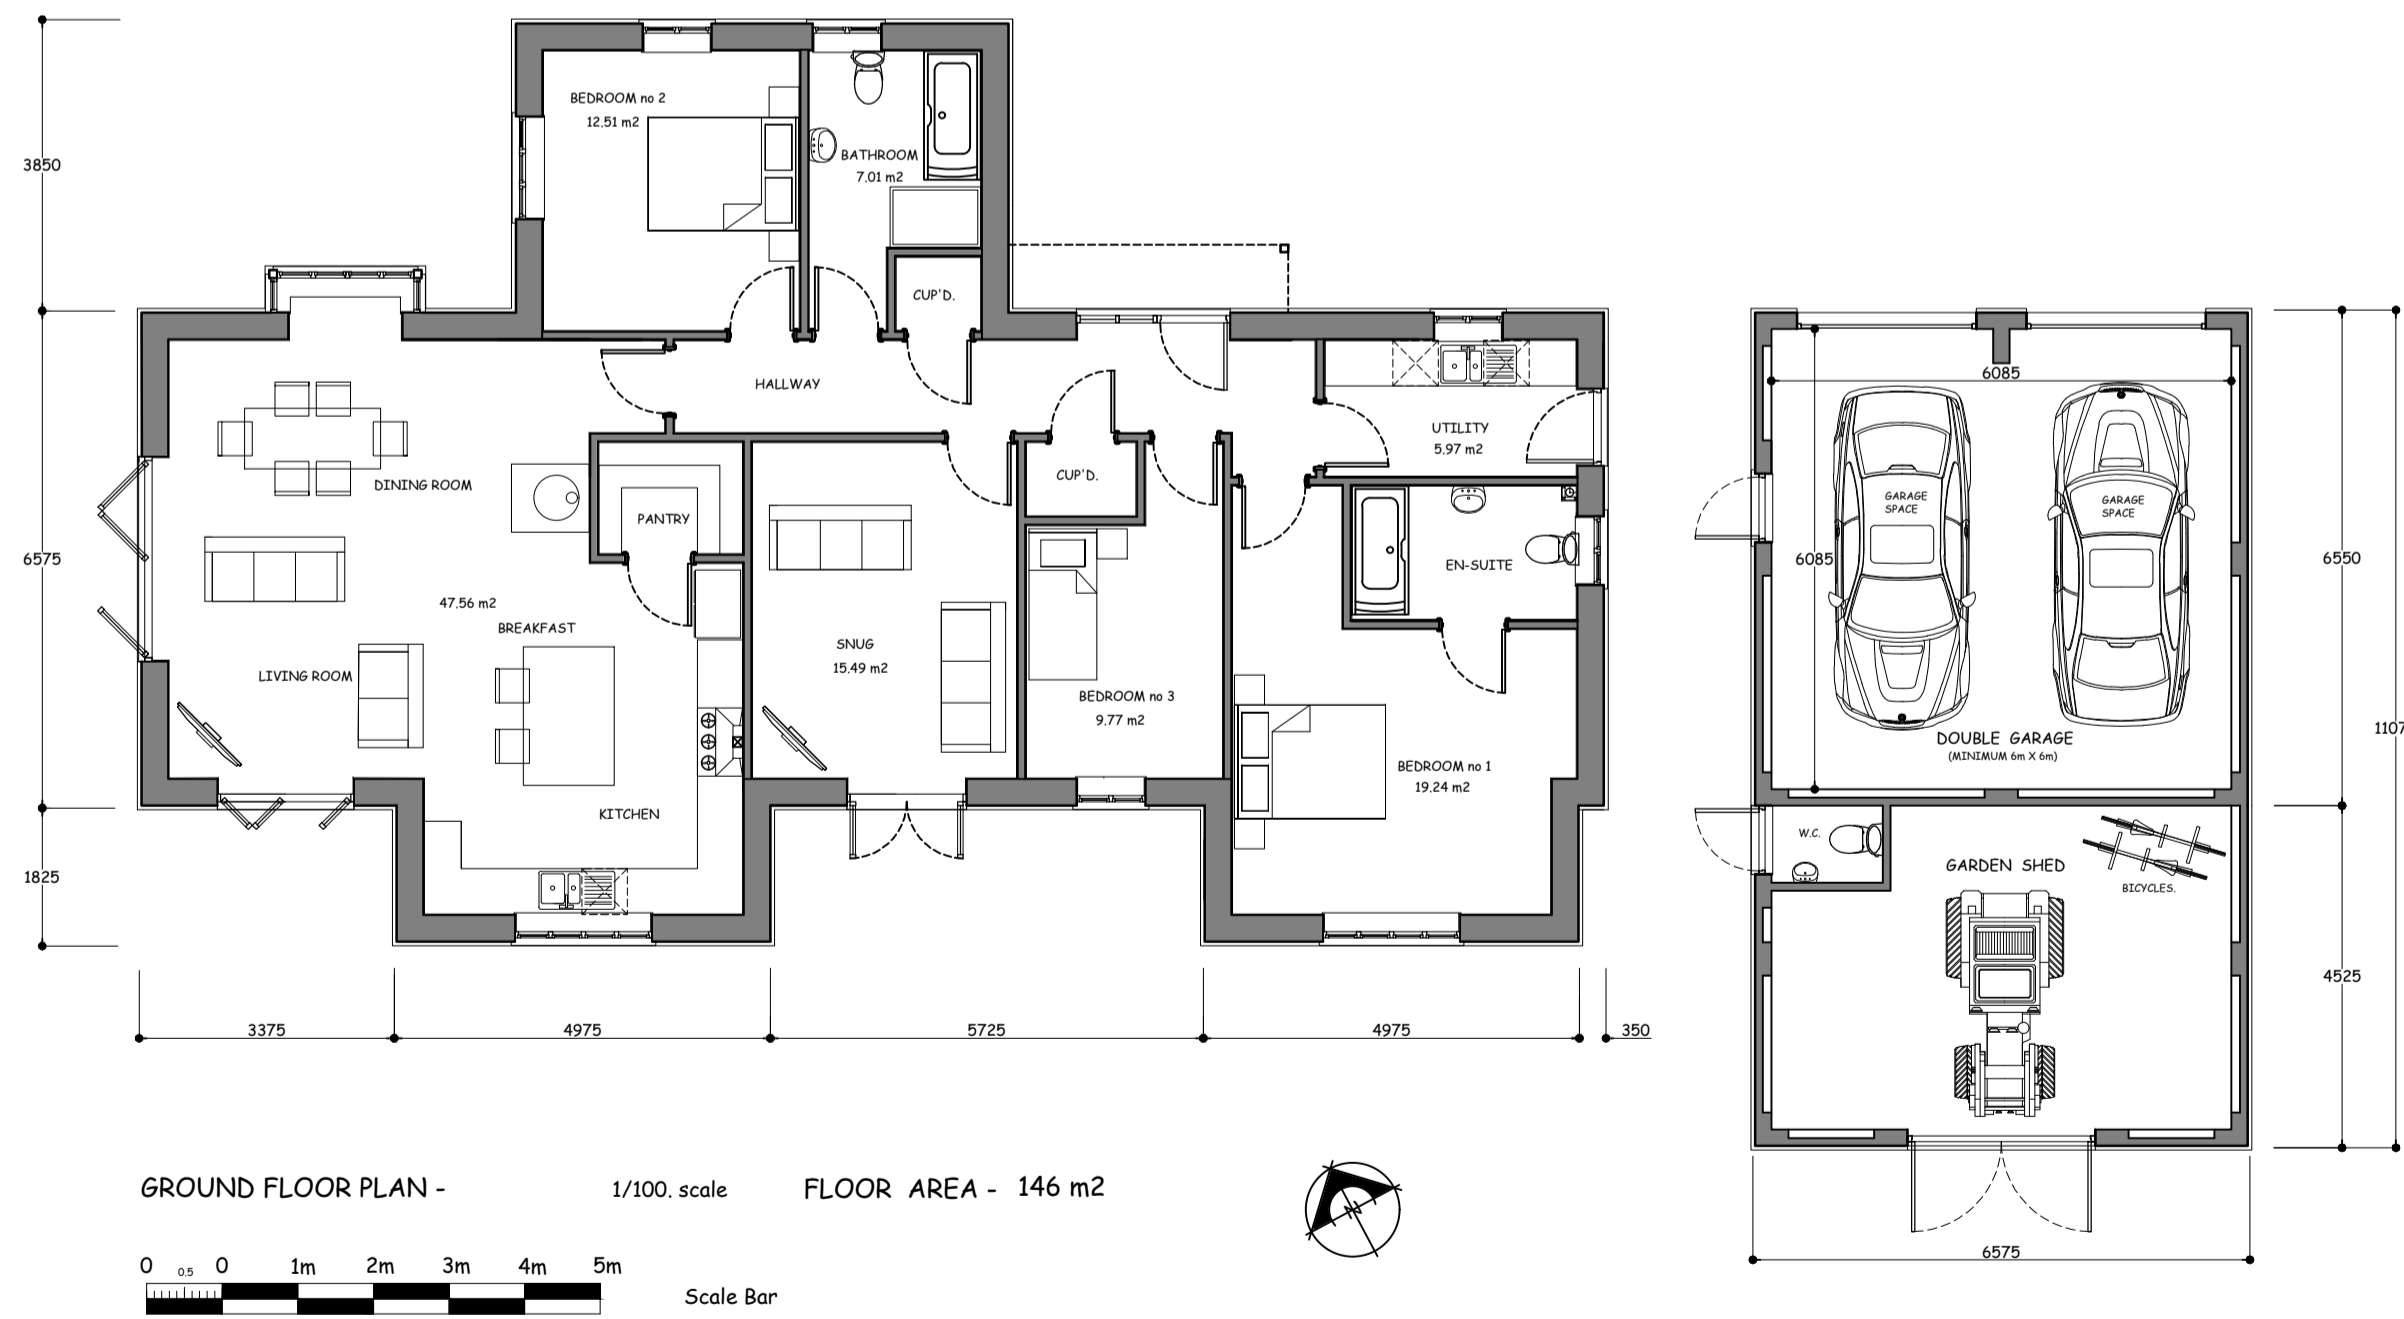 BEDROOM no 2
12.51 m2
BATHROOM
7.01 m2
CUP'D.
3850
HALLWAY
DINING ROOM
PANTRY
CUP'D.
UTILITY
5.97 m2
6575
47.56 m2
BREAKFAST
LIVING ROOM
SNUG
15.49 m2
BEDROOM no 3
9.77 m2
EN-SUITE
BEDROOM no 1
19.24 m2
KITCHEN
1825
3375
4975
5725
4975
350
6085
GARAGE
SPACE
GARAGE
SPACE
6085
6550
DOUBLE GARAGE
(MINIMUM 6m X 6m)
1107
W.C.
GARDEN SHED
BICYCLES.
4525
6575
GROUND FLOOR PLAN -
1/100. scale
FLOOR AREA - 146 m2
N
0 0.5 0 1m 2m 3m 4m 5m
Scale Bar